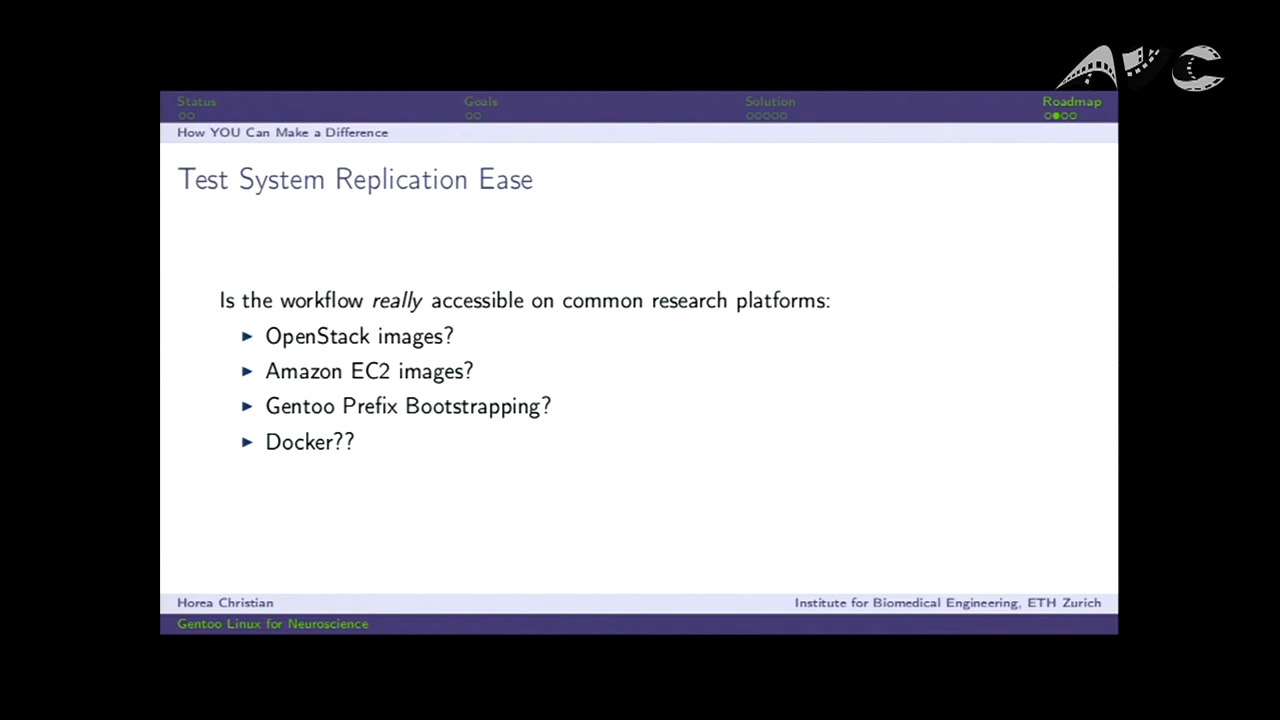 AVC
Status Goals Solution Roadmap
How YOU Can Make a Difference
Test System Replication Ease
Is the workflow really accessible on common research platforms:
OpenStack images?
Amazon EC2 images?
Gentoo Prefix Bootstrapping?
Docker??
Horea Christian Institute for Biomedical Engineering, ETH Zurich
Gentoo Linux for Neuroscience